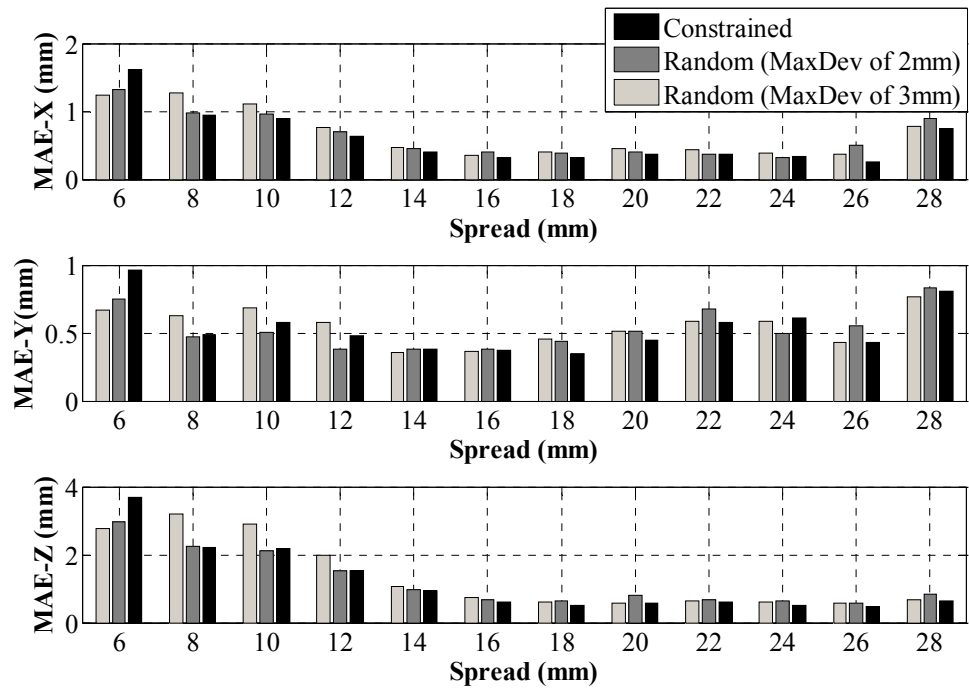 Constrained
Random (MaxDev of 2mm)
Random (MaxDev of 3mm)
MAE-X (mm)
2
1
0
6 8 10 12 14 16 18 20 22 24 26 28
Spread (mm)
MAE-Y(mm)
1
0.5
0
6 8 10 12 14 16 18 20 22 24 26 28
Spread (mm)
MAE-Z (mm)
4
2
0
6 8 10 12 14 16 18 20 22 24 26 28
Spread (mm)